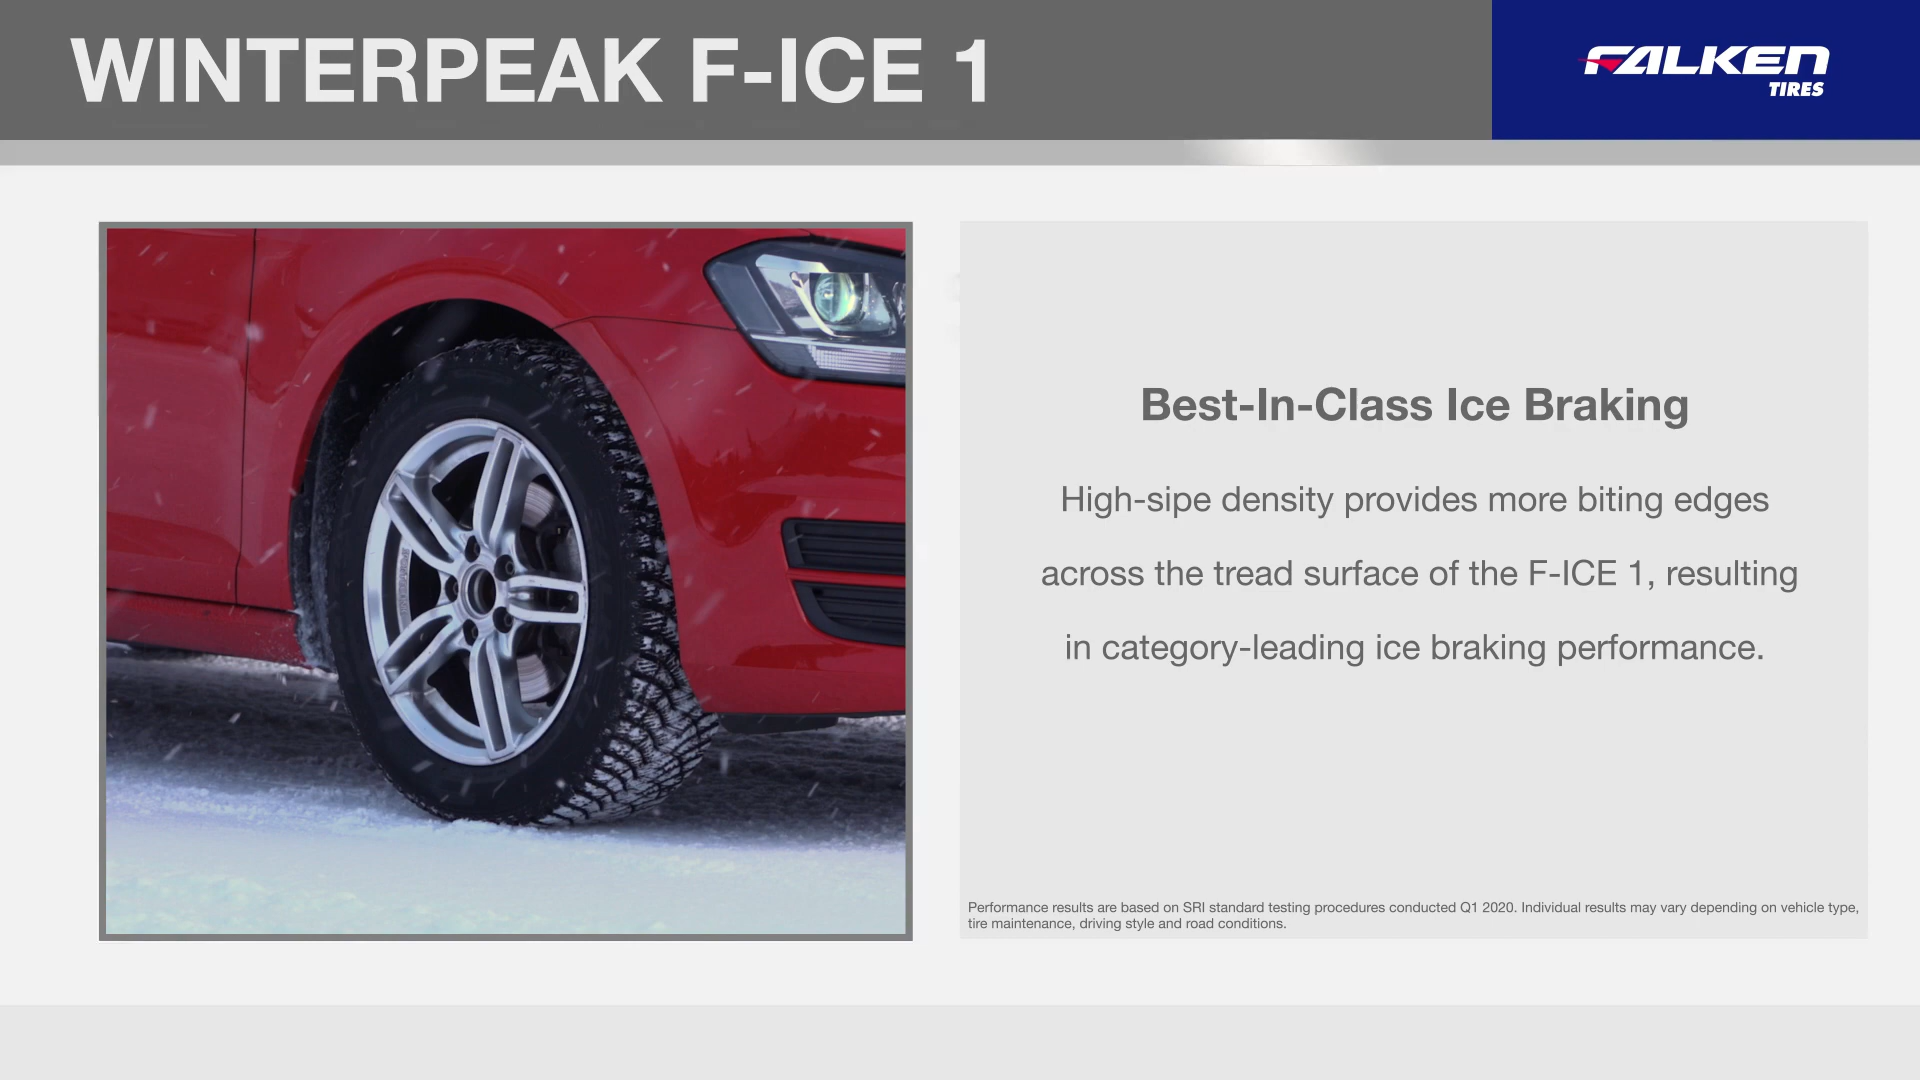 WINTERPEAK F-ICE 1
FALKEN
TIRES
Best-In-Class Ice Braking
High-sipe density provides more biting edges
across the tread surface of the F-ICE 1, resulting
in category-leading ice braking performance.
Performance results are based on SRI standard testing procedures conducted Q1 2020. Individual results may vary depending on vehicle type,
tire maintenance, driving style and road conditions.